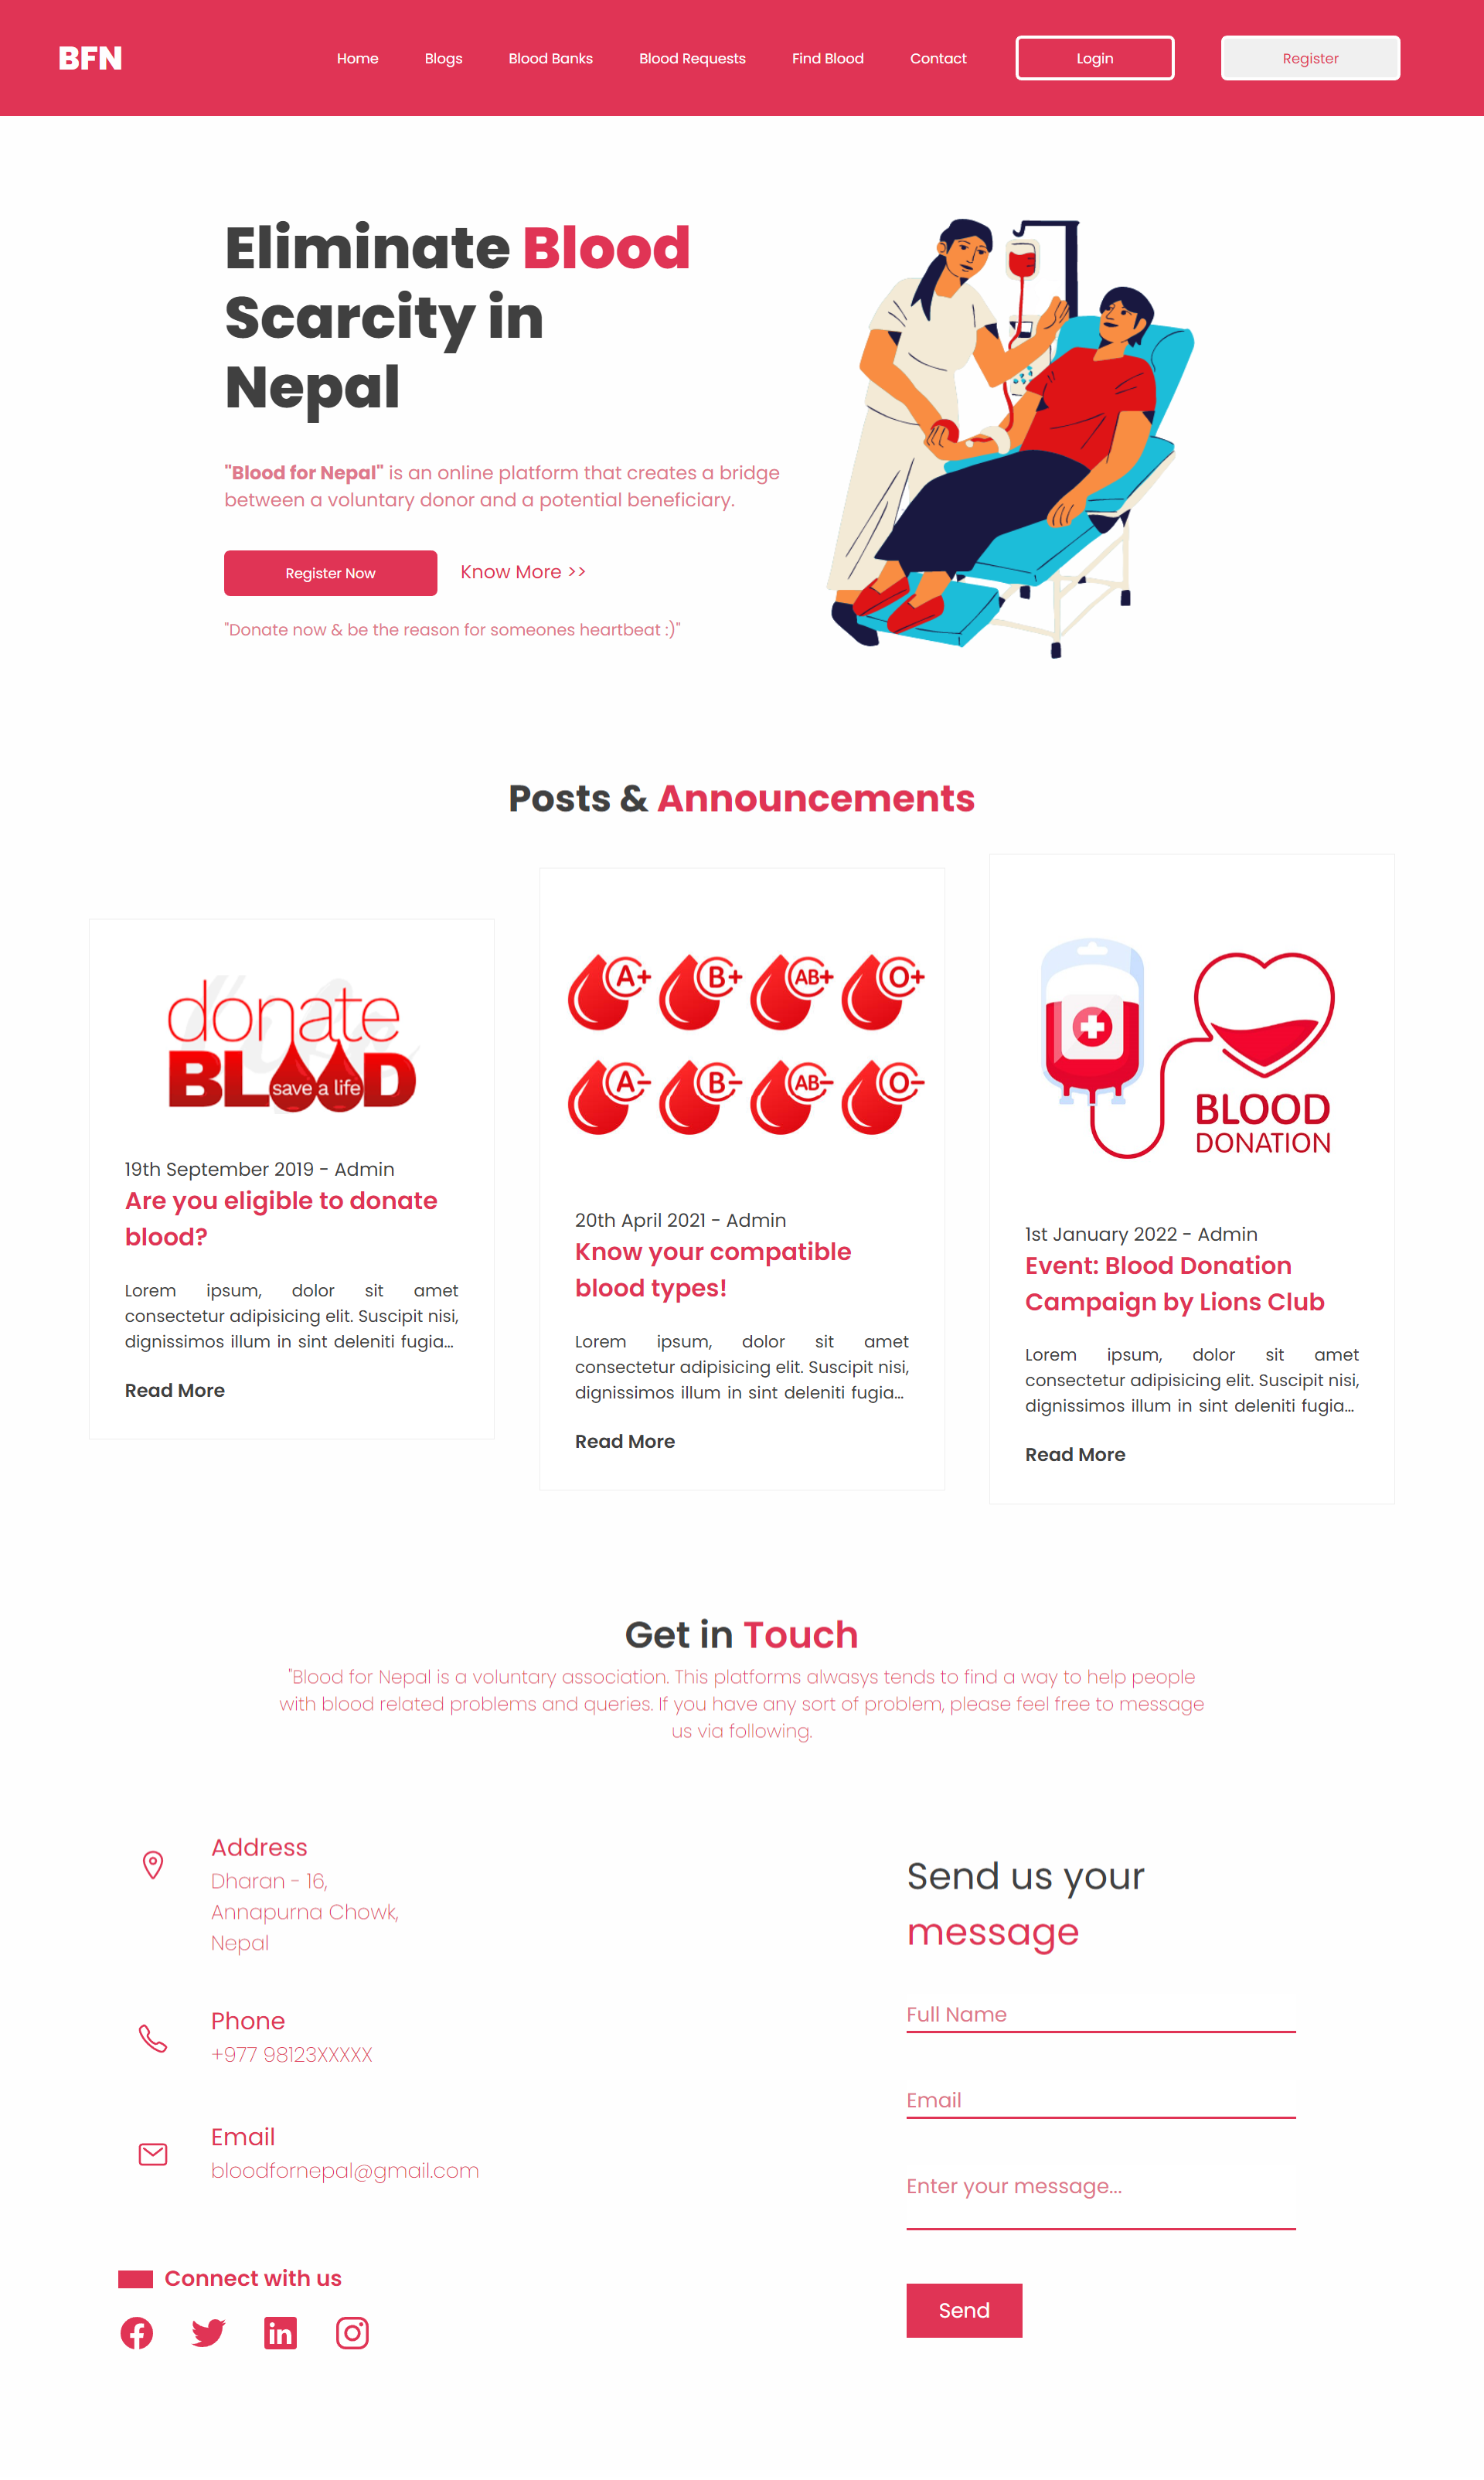 BFN
Home
Blogs
Blood Banks
Blood Requests
Find Blood
Contact
Login
Register
Eliminate Blood
Scarcity in
Nepal
"Blood for Nepal" is an online platform that creates a bridge
between a voluntary donor and a potential beneficiary.
Register Now
Know More >>
"Donate now & be the reason for someones heartbeat :)"
Posts & Announcements
donate
BLOOD
save a life
19th September 2019 - Admin
Are you eligible to donate
blood?
Lorem ipsum, dolor sit amet
consectetur adipisicing elit. Suscipit nisi,
dignissimos illum in sint deleniti fugia...
Read More
A+ B+ AB+ O+
A- B- AB- O-
20th April 2021 - Admin
Know your compatible
blood types!
Lorem ipsum, dolor sit amet
consectetur adipisicing elit. Suscipit nisi,
dignissimos illum in sint deleniti fugia...
Read More
BLOOD
DONATION
1st January 2022 - Admin
Event: Blood Donation
Campaign by Lions Club
Lorem ipsum, dolor sit amet
consectetur adipisicing elit. Suscipit nisi,
dignissimos illum in sint deleniti fugia...
Read More
Get in Touch
"Blood for Nepal is a voluntary association. This platforms alwasys tends to find a way to help people
with blood related problems and queries. If you have any sort of problem, please feel free to message
us via following.
Address
Dharan - 16,
Annapurna Chowk,
Nepal
Phone
+977 98123XXXXX
Email
bloodfornepal@gmail.com
Connect with us
Send us your
message
Full Name
Email
Enter your message...
Send